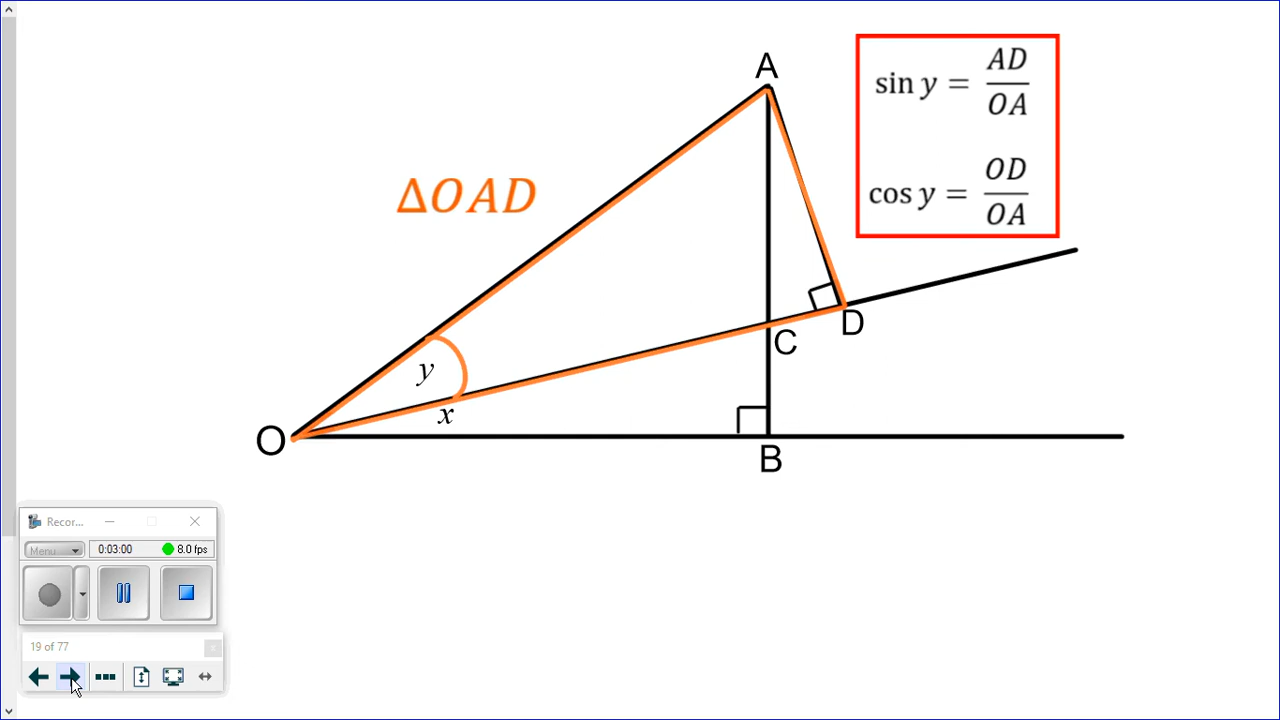 A
sin y = AD/OA
ΔOAD
cos y = OD/OA
C
D
y
x
O
B
Recor...
Menu
0:03:00
8.0 fps
19 of 77